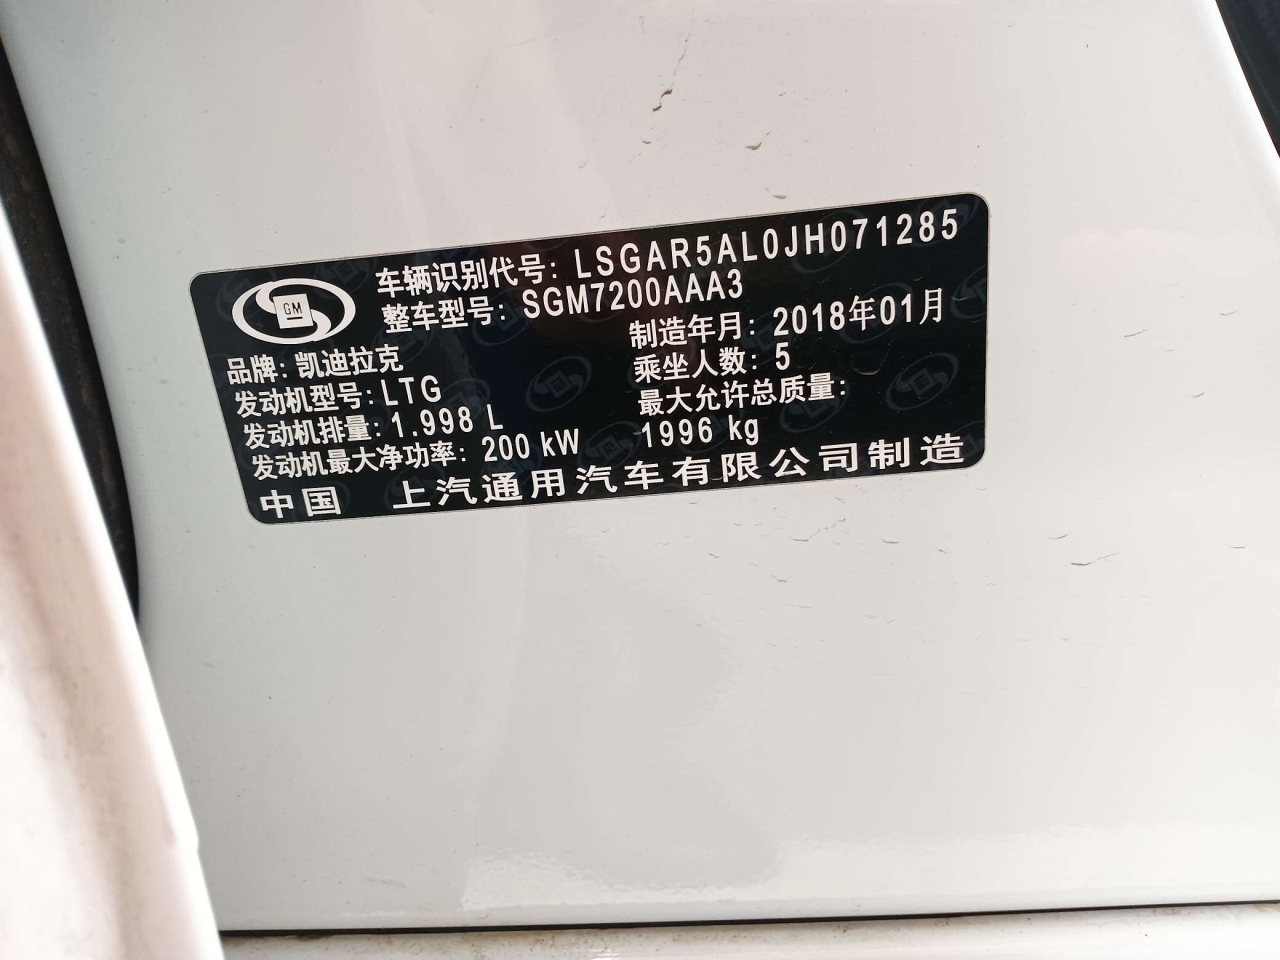 GM
车辆识别代号: LSGAR5AL0JH071285
整车型号: SGM7200AAA3
制造年月: 2018年01月
品牌: 凯迪拉克
乘坐人数: 5
发动机型号: LTG
最大允许总质量:
发动机排量: 1.998 L
1996 kg
发动机最大净功率: 200 kW
中国 上汽通用汽车有限公司制造